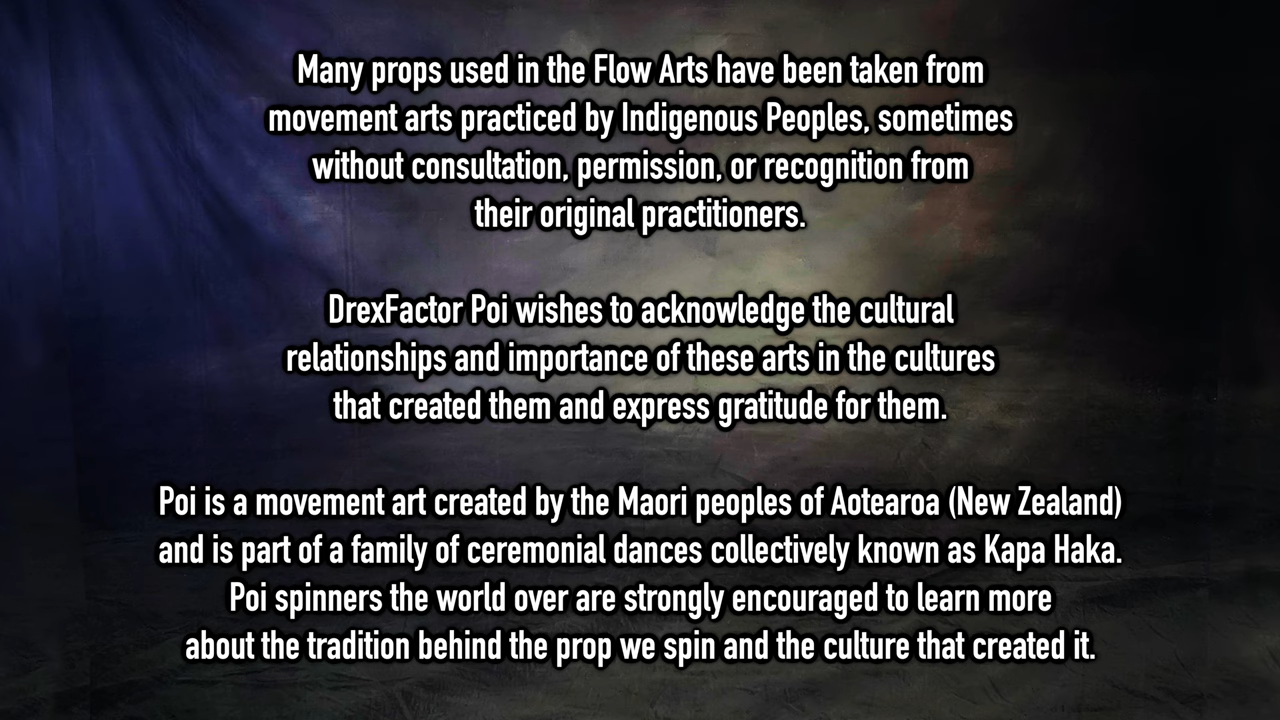 Many props used in the Flow Arts have been taken from
movement arts practiced by Indigenous Peoples, sometimes
without consultation, permission, or recognition from
their original practitioners.
DrexFactor Poi wishes to acknowledge the cultural
relationships and importance of these arts in the cultures
that created them and express gratitude for them.
Poi is a movement art created by the Maori peoples of Aotearoa (New Zealand)
and is part of a family of ceremonial dances collectively known as Kapa Haka.
Poi spinners the world over are strongly encouraged to learn more
about the tradition behind the prop we spin and the culture that created it.